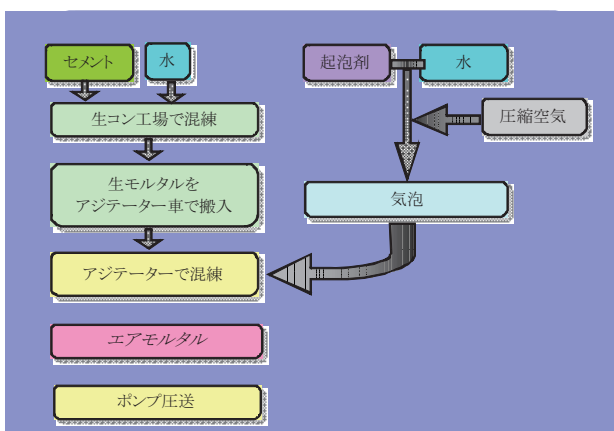 セメント
水
生コン工場で混練
生モルタルを
アジテーター車で搬入
アジテーターで混練
エアモルタル
ポンプ圧送
起泡剤
水
圧縮空気
気泡